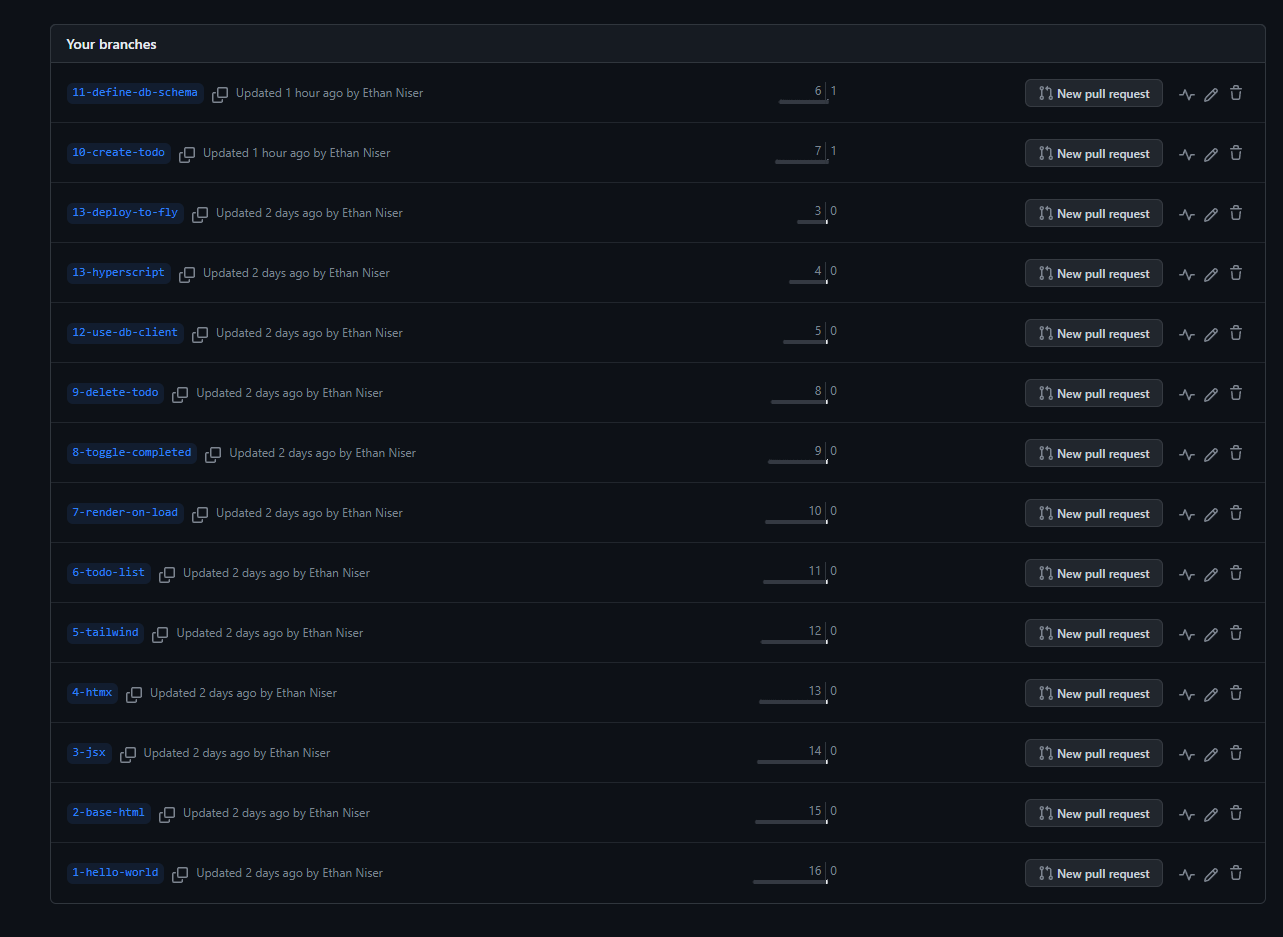 Your branches
11-define-db-schema Updated 1 hour ago by Ethan Niser 6 1 New pull request
10-create-todo Updated 1 hour ago by Ethan Niser 7 1 New pull request
13-deploy-to-fly Updated 2 days ago by Ethan Niser 3 0 New pull request
13-hyperscript Updated 2 days ago by Ethan Niser 4 0 New pull request
12-use-db-client Updated 2 days ago by Ethan Niser 5 0 New pull request
9-delete-todo Updated 2 days ago by Ethan Niser 8 0 New pull request
8-toggle-completed Updated 2 days ago by Ethan Niser 9 0 New pull request
7-render-on-load Updated 2 days ago by Ethan Niser 10 0 New pull request
6-todo-list Updated 2 days ago by Ethan Niser 11 0 New pull request
5-tailwind Updated 2 days ago by Ethan Niser 12 0 New pull request
4-htmx Updated 2 days ago by Ethan Niser 13 0 New pull request
3-jsx Updated 2 days ago by Ethan Niser 14 0 New pull request
2-base-html Updated 2 days ago by Ethan Niser 15 0 New pull request
1-hello-world Updated 2 days ago by Ethan Niser 16 0 New pull request